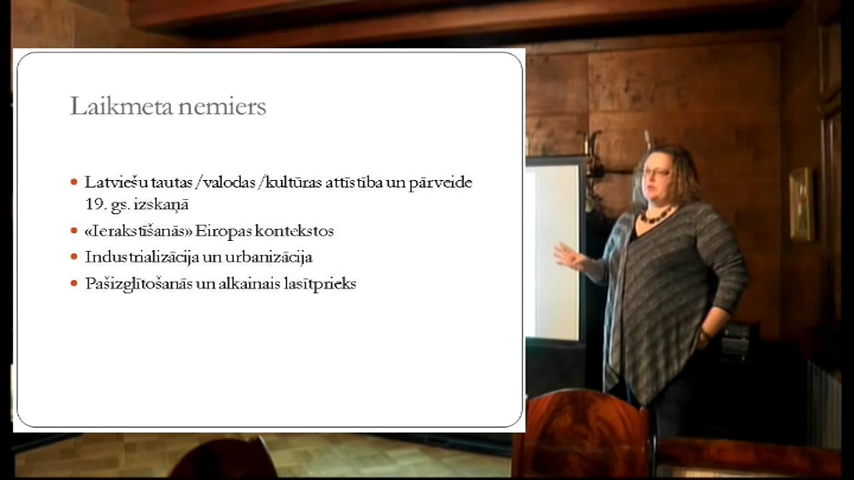 Laikmeta nemiers
Latviešu tautas/valodas/kultūras attīstība un pārveide
19. gs. izskaņā
«Ierakstīšanās» Eiropas kontekstos
Industrializācija un urbanizācija
Pašizglītošanās un alkainais lasītprieks